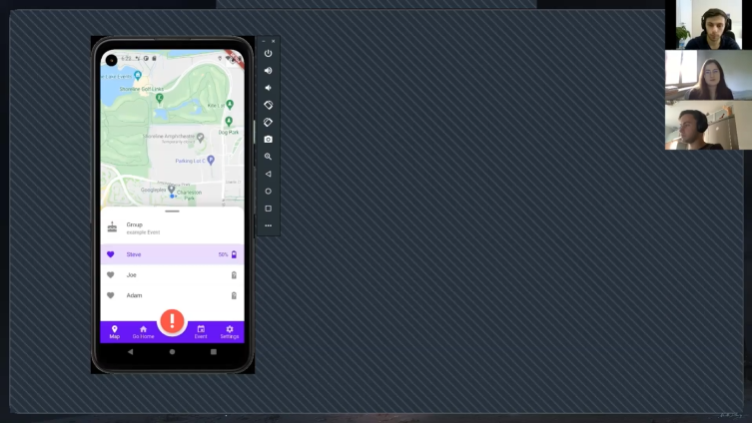 Shoreline Golf Links
Dog Park
Shoreline Amphitheatre
Parking Lot C
Googleplex
Charleston
Park
Group
example Event
Steve
50%
Joe
Adam
Map
Go Home
Event
Settings